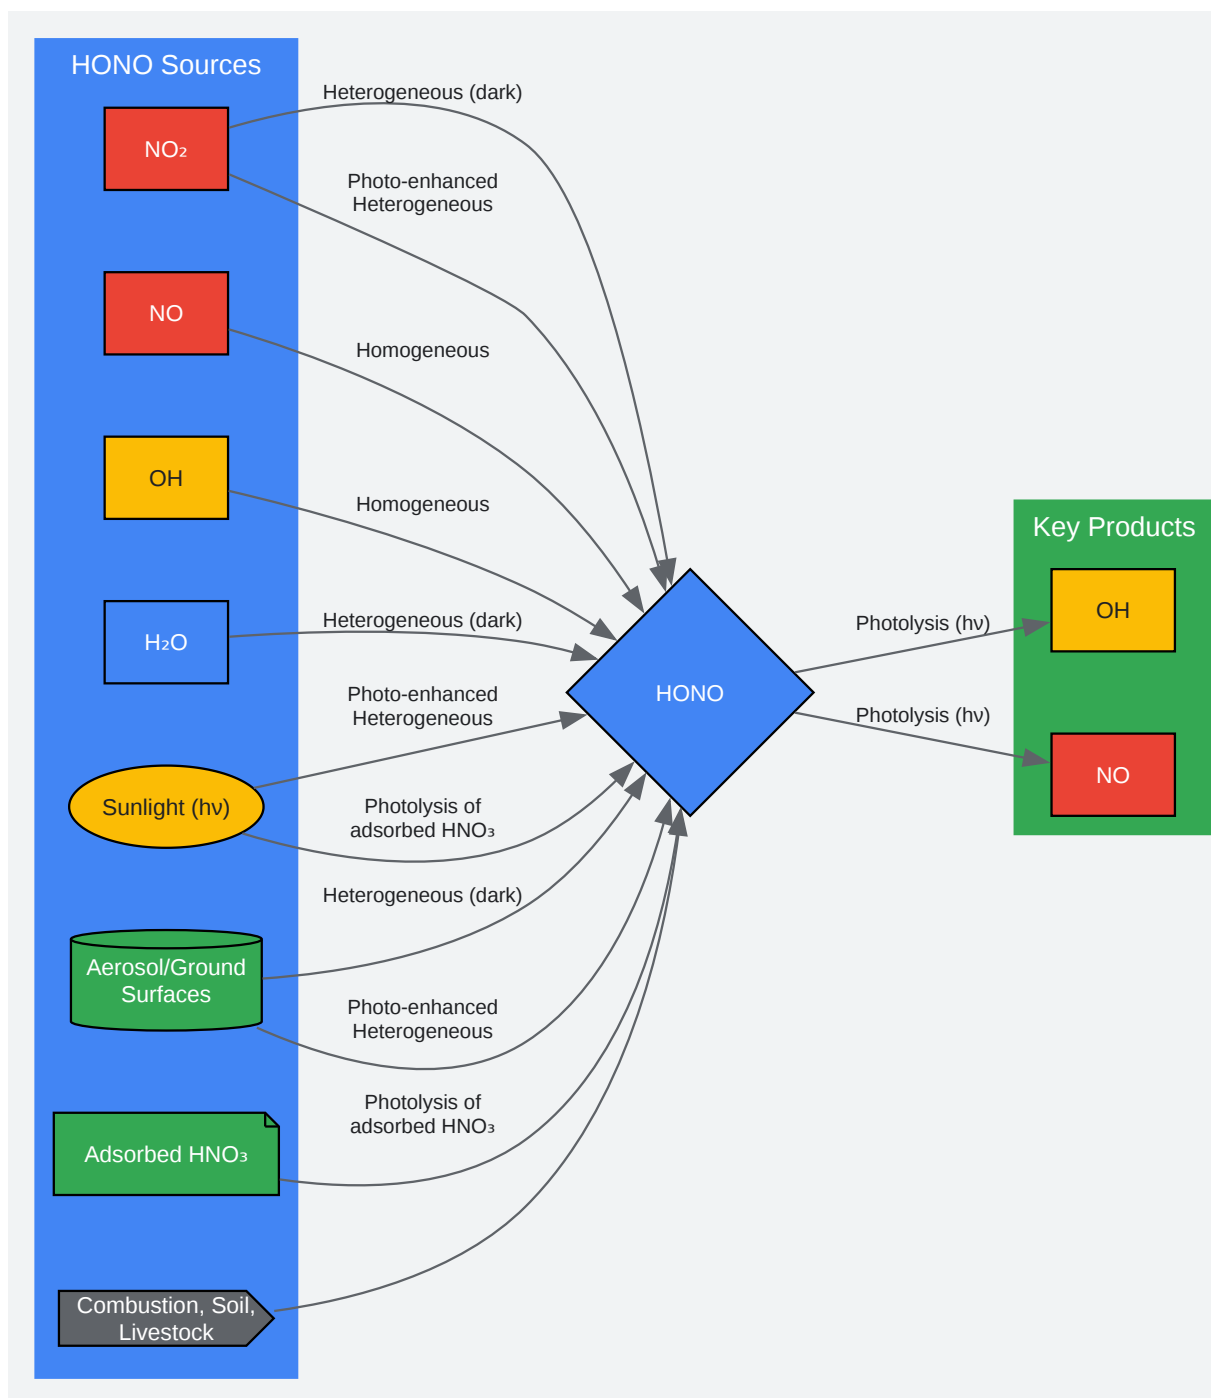 HONO Sources
NO₂
NO
OH
H₂O
Sunlight (hν)
Aerosol/Ground
Surfaces
Adsorbed HNO₃
Combustion, Soil,
Livestock
Heterogeneous (dark)
Photo-enhanced
Heterogeneous
Homogeneous
Homogeneous
Heterogeneous (dark)
Photo-enhanced
Heterogeneous
Photolysis of
adsorbed HNO₃
Heterogeneous (dark)
Photo-enhanced
Heterogeneous
Photolysis of
adsorbed HNO₃
HONO
Photolysis (hν)
Photolysis (hν)
Key Products
OH
NO